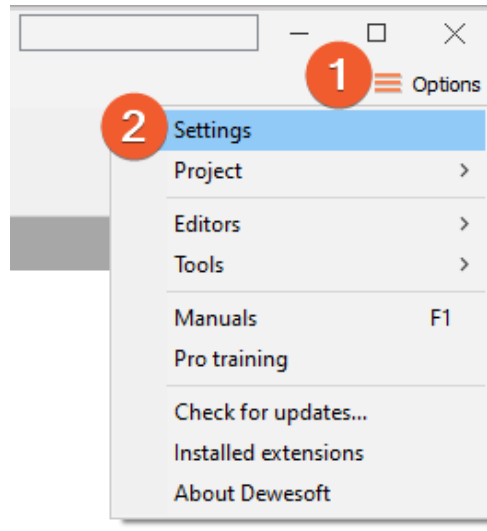 1
Options
2
Settings
Project
Editors
Tools
Manuals F1
Pro training
Check for updates...
Installed extensions
About Dewesoft